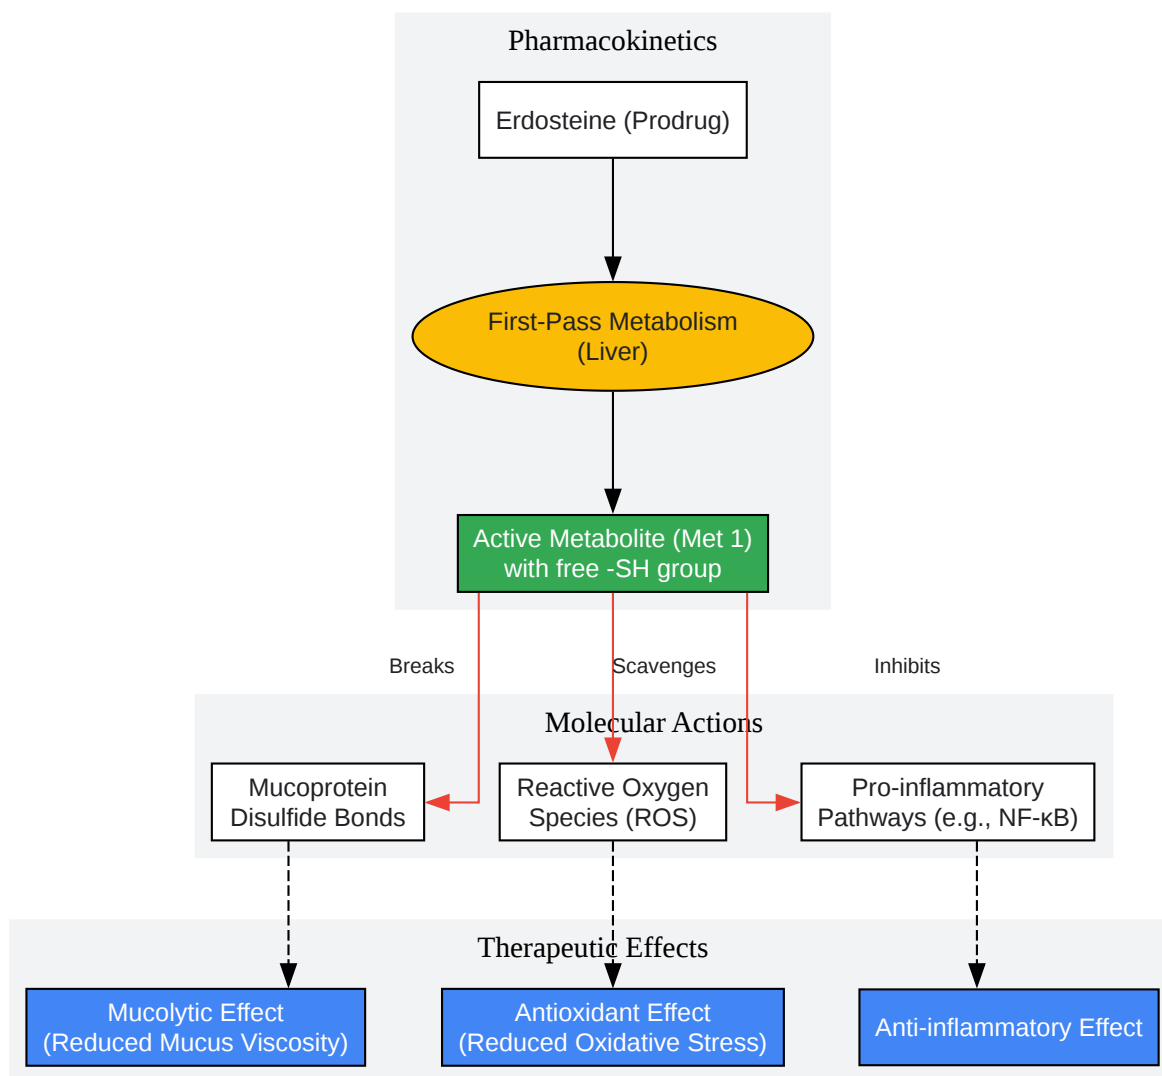 Pharmacokinetics
Erdosteine (Prodrug)
First-Pass Metabolism
(Liver)
Active Metabolite (Met 1)
with free -SH group
Breaks
Scavenges
Inhibits
Molecular Actions
Mucoprotein
Disulfide Bonds
Reactive Oxygen
Species (ROS)
Pro-inflammatory
Pathways (e.g., NF-κB)
Therapeutic Effects
Mucolytic Effect
(Reduced Mucus Viscosity)
Antioxidant Effect
(Reduced Oxidative Stress)
Anti-inflammatory Effect